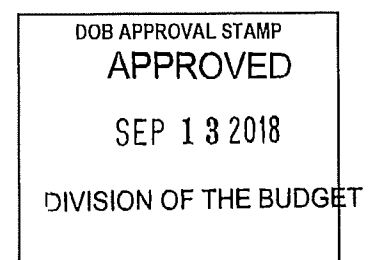 DOB APPROVAL STAMP
APPROVED
SEP 13 2018
DIVISION OF THE BUDGET